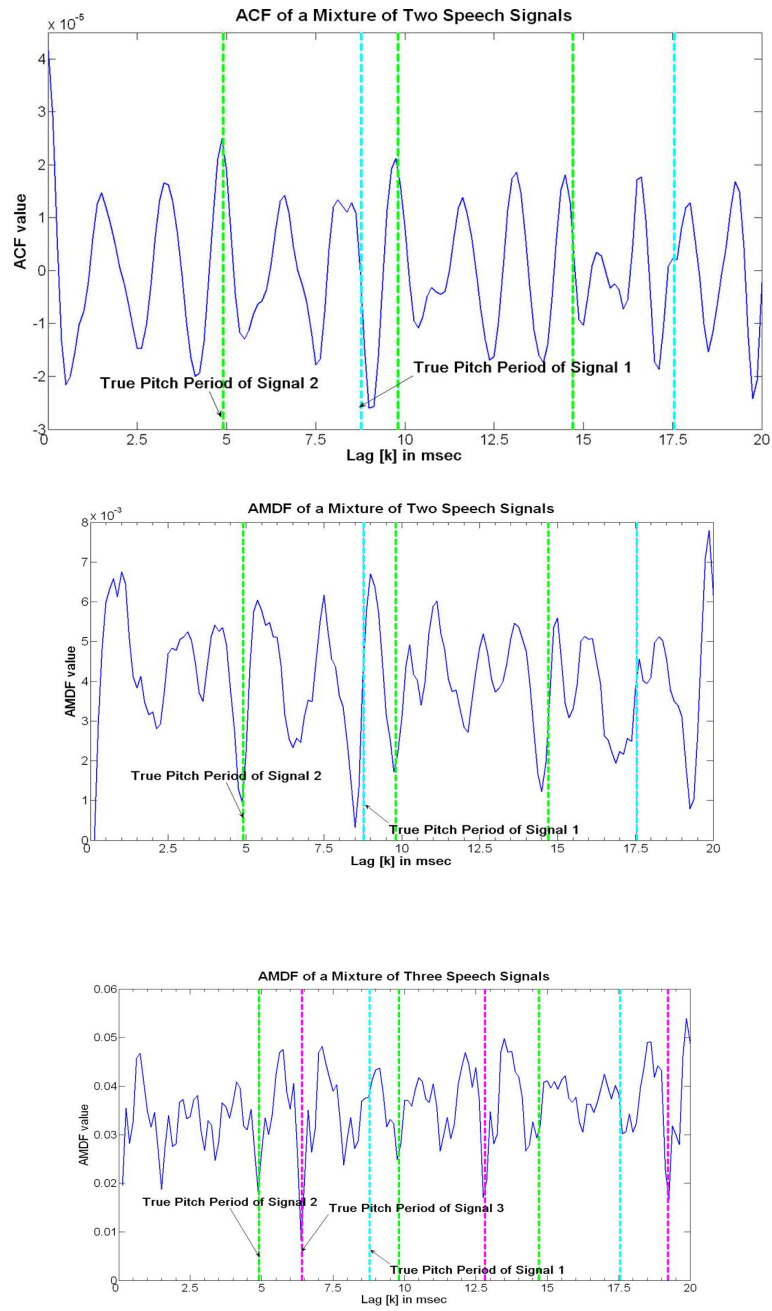 ACF of a Mixture of Two Speech Signals
x 10⁻⁵
4
3
2
1
0
-1
-2
-3
ACF value
True Pitch Period of Signal 2
True Pitch Period of Signal 1
0 2.5 5 7.5 10 12.5 15 17.5 20
Lag [k] in msec
AMDF of a Mixture of Two Speech Signals
x 10⁻³
8
7
6
5
4
3
2
1
0
AMDF value
True Pitch Period of Signal 2
True Pitch Period of Signal 1
0 2.5 5 7.5 10 12.5 15 17.5 20
Lag [k] in msec
AMDF of a Mixture of Three Speech Signals
0.06
0.05
0.04
0.03
0.02
0.01
0
AMDF value
True Pitch Period of Signal 2
True Pitch Period of Signal 3
True Pitch Period of Signal 1
0 2.5 5 7.5 10 12.5 15 17.5 20
Lag [k] in msec